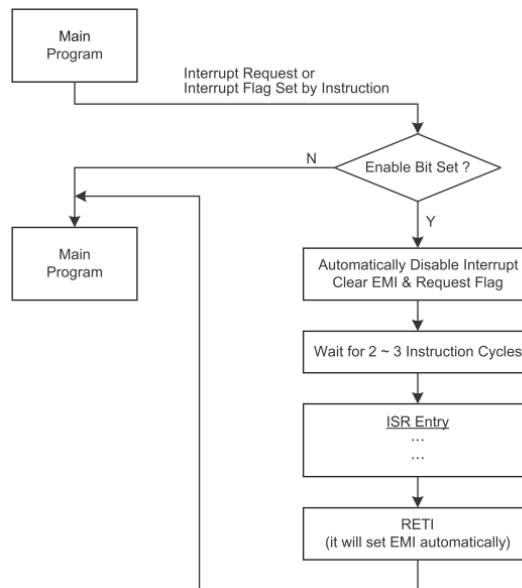 Main
Program
Interrupt Request or
Interrupt Flag Set by Instruction
N
Enable Bit Set ?
Y
Main
Program
Automatically Disable Interrupt
Clear EMI & Request Flag
Wait for 2 ~ 3 Instruction Cycles
ISR Entry
...
...
RETI
(it will set EMI automatically)